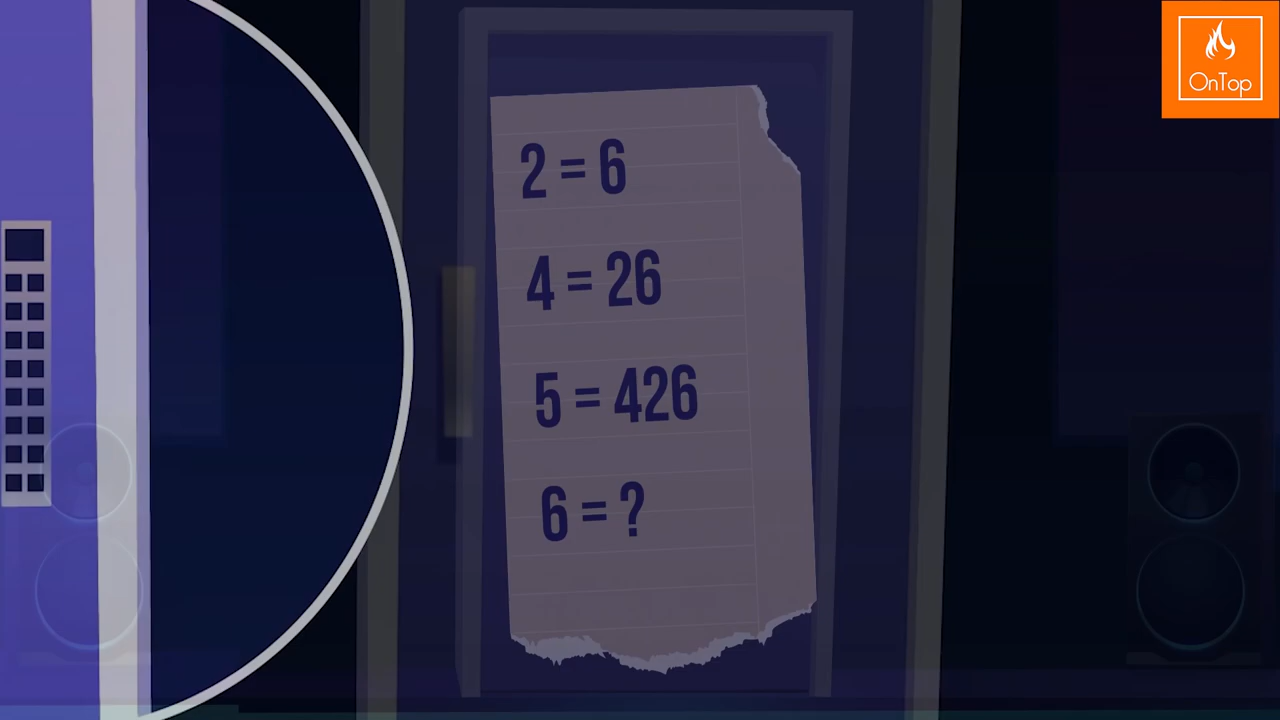 OnTop
2 = 6
4 = 26
5 = 426
6 = ?